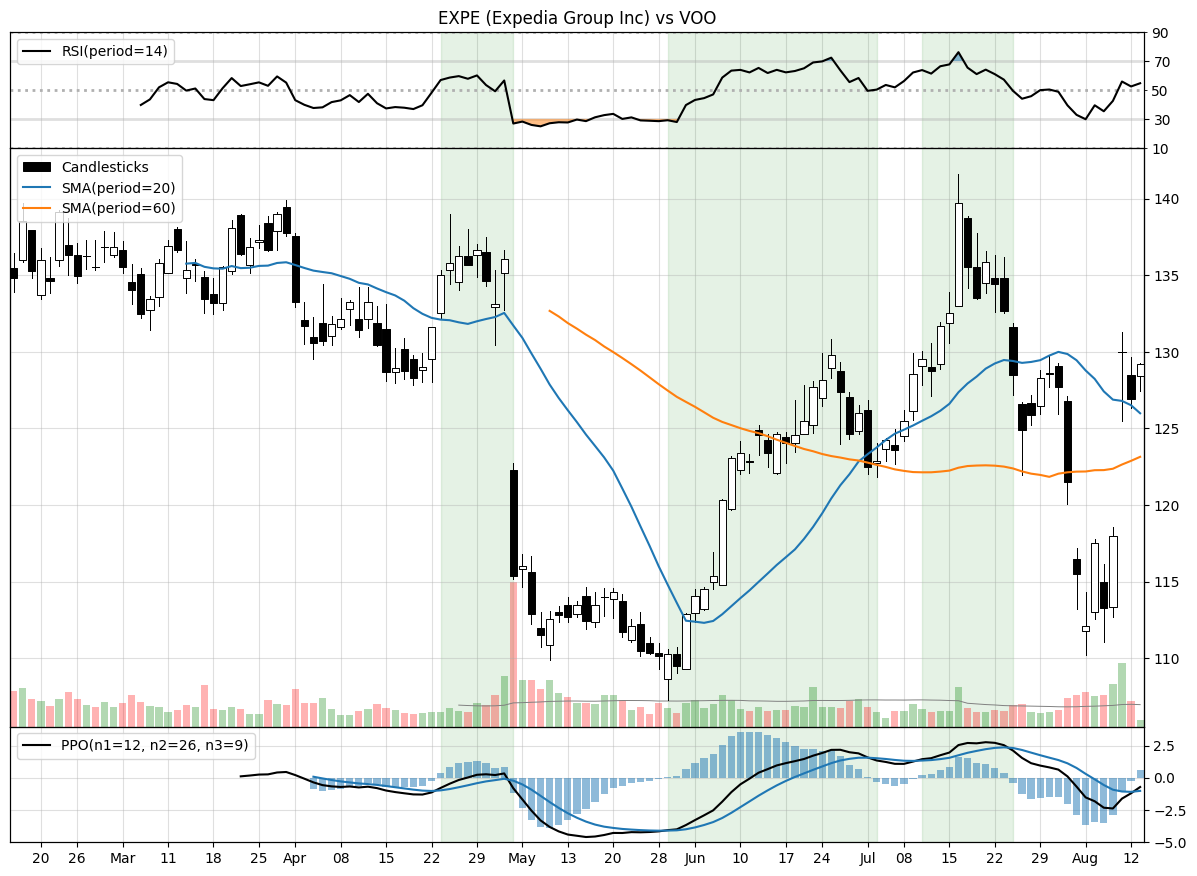 EXPE (Expedia Group Inc) vs VOO
RSI(period=14)
90
70
50
30
10
Candlesticks
SMA(period=20)
SMA(period=60)
140
135
130
125
120
115
110
PPO(n1=12, n2=26, n3=9)
2.5
0.0
−2.5
−5.0
20 26 Mar 11 18 25 Apr 08 15 22 29 May 13 20 28 Jun 10 17 24 Jul 08 15 22 29 Aug 12